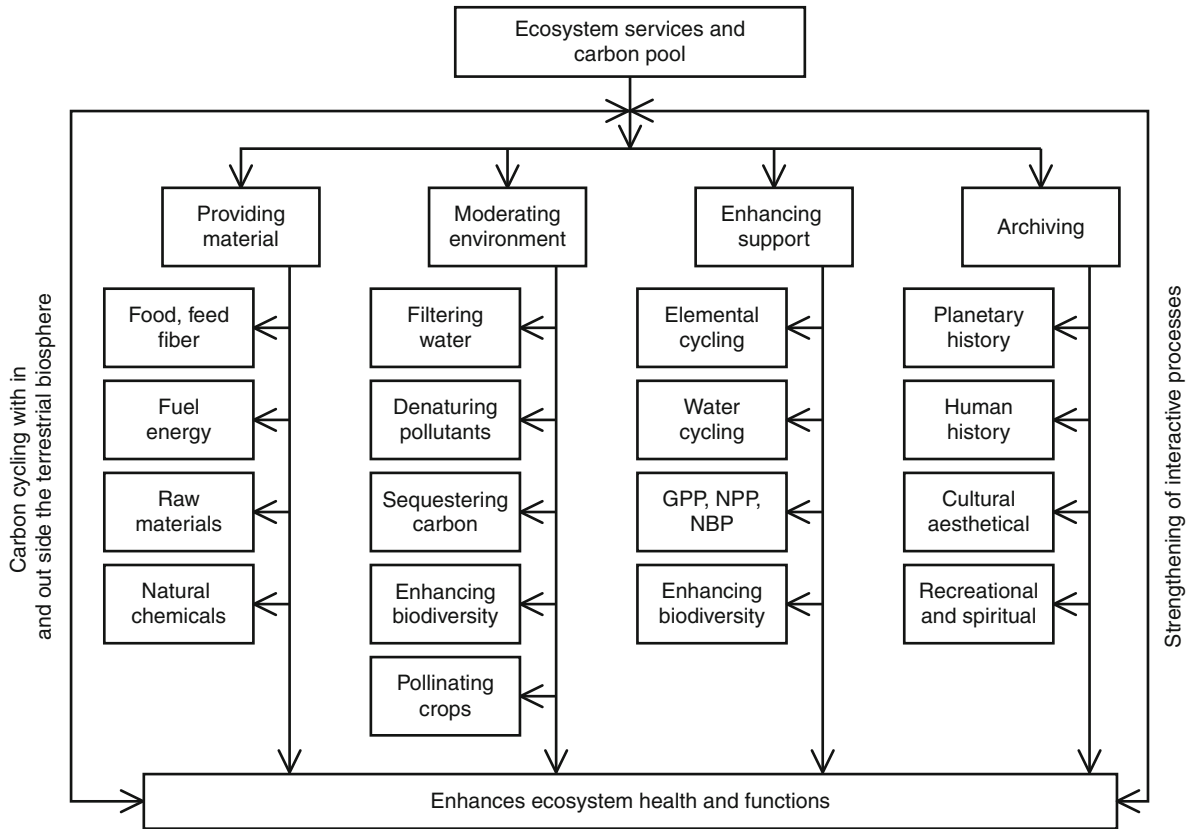 Ecosystem services and
carbon pool
Providing
material
Moderating
environment
Enhancing
support
Archiving
Food, feed
fiber
Fuel
energy
Raw
materials
Natural
chemicals
Filtering
water
Denaturing
pollutants
Sequestering
carbon
Enhancing
biodiversity
Pollinating
crops
Elemental
cycling
Water
cycling
GPP, NPP,
NBP
Enhancing
biodiversity
Planetary
history
Human
history
Cultural
aesthetical
Recreational
and spiritual
Carbon cycling with in
and out side the terrestrial biosphere
Strengthening of interactive processes
Enhances ecosystem health and functions